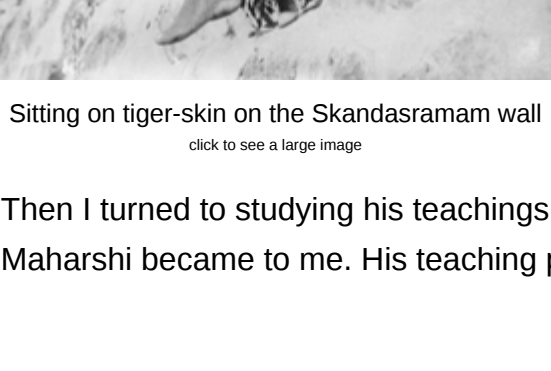 Sitting on tiger-skin on the Skandasramam wall
click to see a large image
Then I turned to studying his teachings
Maharshi became to me. His teaching